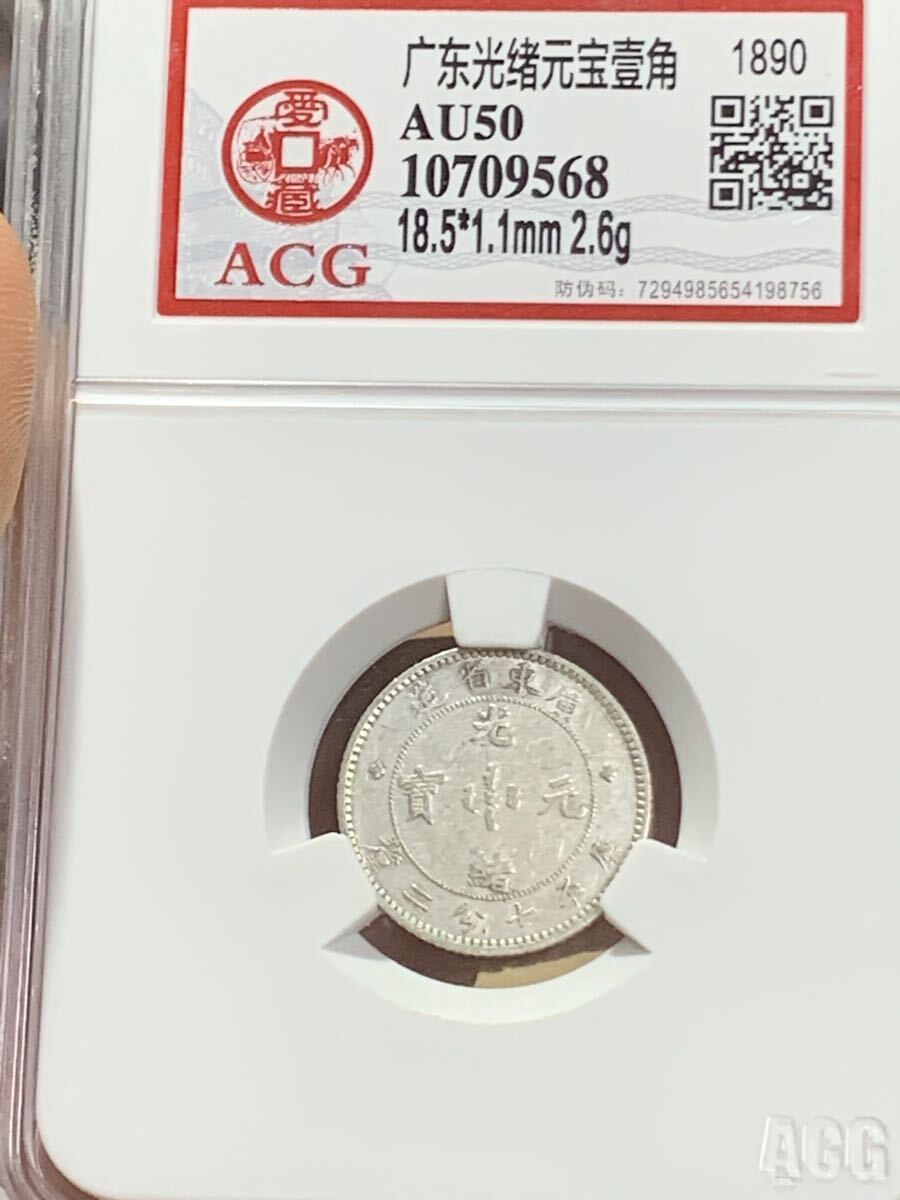 广东光绪元宝壹角 1890
AU50
10709568
18.5*1.1mm 2.6g
ACG
防伪码：7294985654198756
廣東省造
光緒元寶
庫平七分二釐
ACG